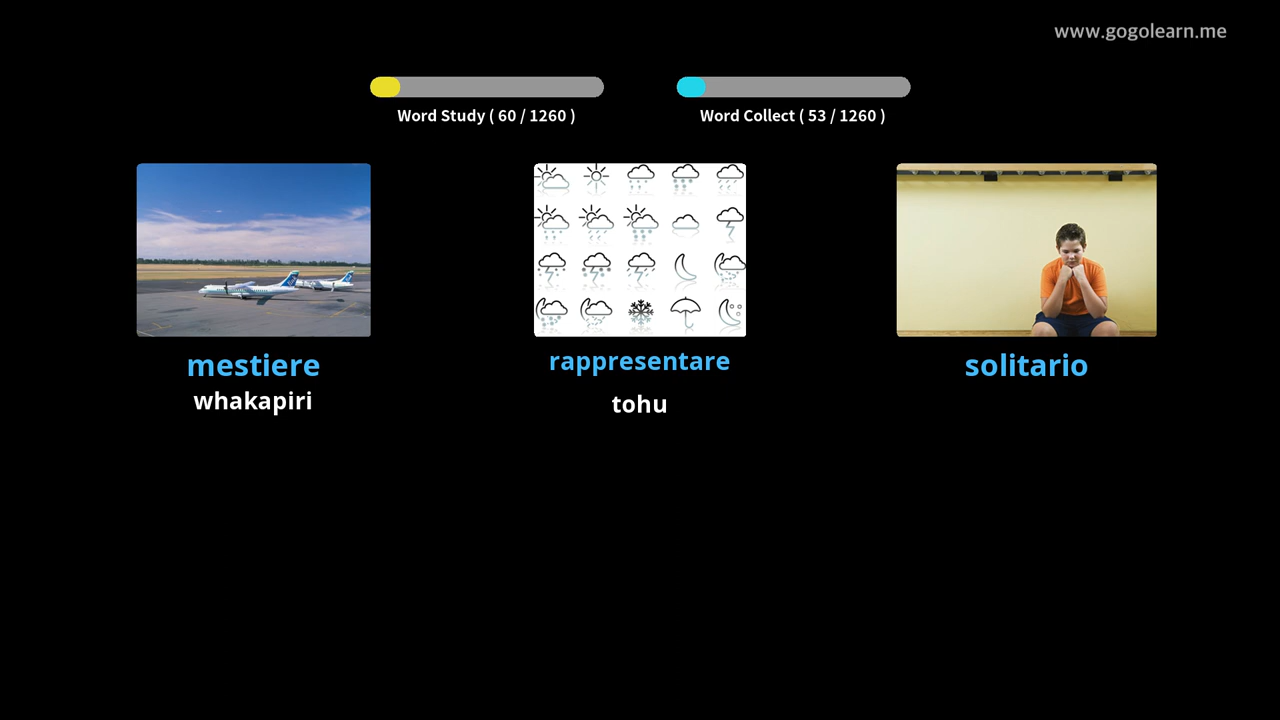 www.gogolearn.me
Word Study ( 60 / 1260 )
Word Collect ( 53 / 1260 )
mestiere
whakapiri
rappresentare
tohu
solitario